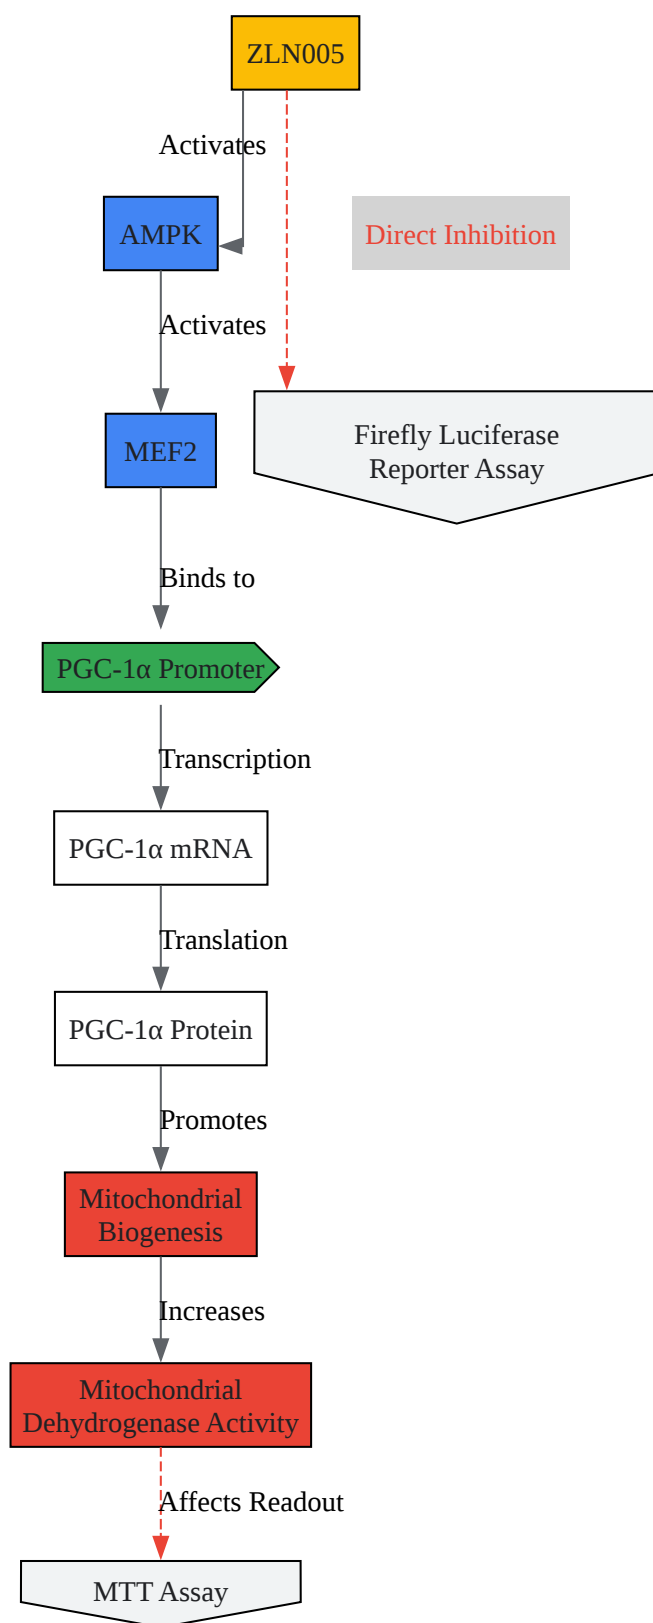 ZLN005
Activates
AMPK
Direct Inhibition
Activates
Firefly Luciferase
Reporter Assay
MEF2
Binds to
PGC-1α Promoter
Transcription
PGC-1α mRNA
Translation
PGC-1α Protein
Promotes
Mitochondrial
Biogenesis
Increases
Mitochondrial
Dehydrogenase Activity
Affects Readout
MTT Assay